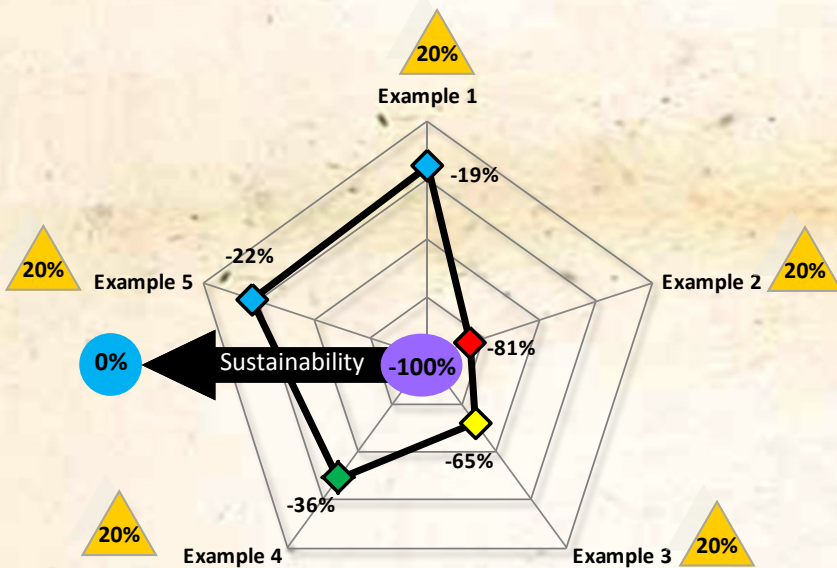 20%
Example 1
-19%
-22%
20%
Example 5
Example 2
20%
-81%
0%
Sustainability
-100%
-65%
-36%
20%
Example 4
Example 3
20%